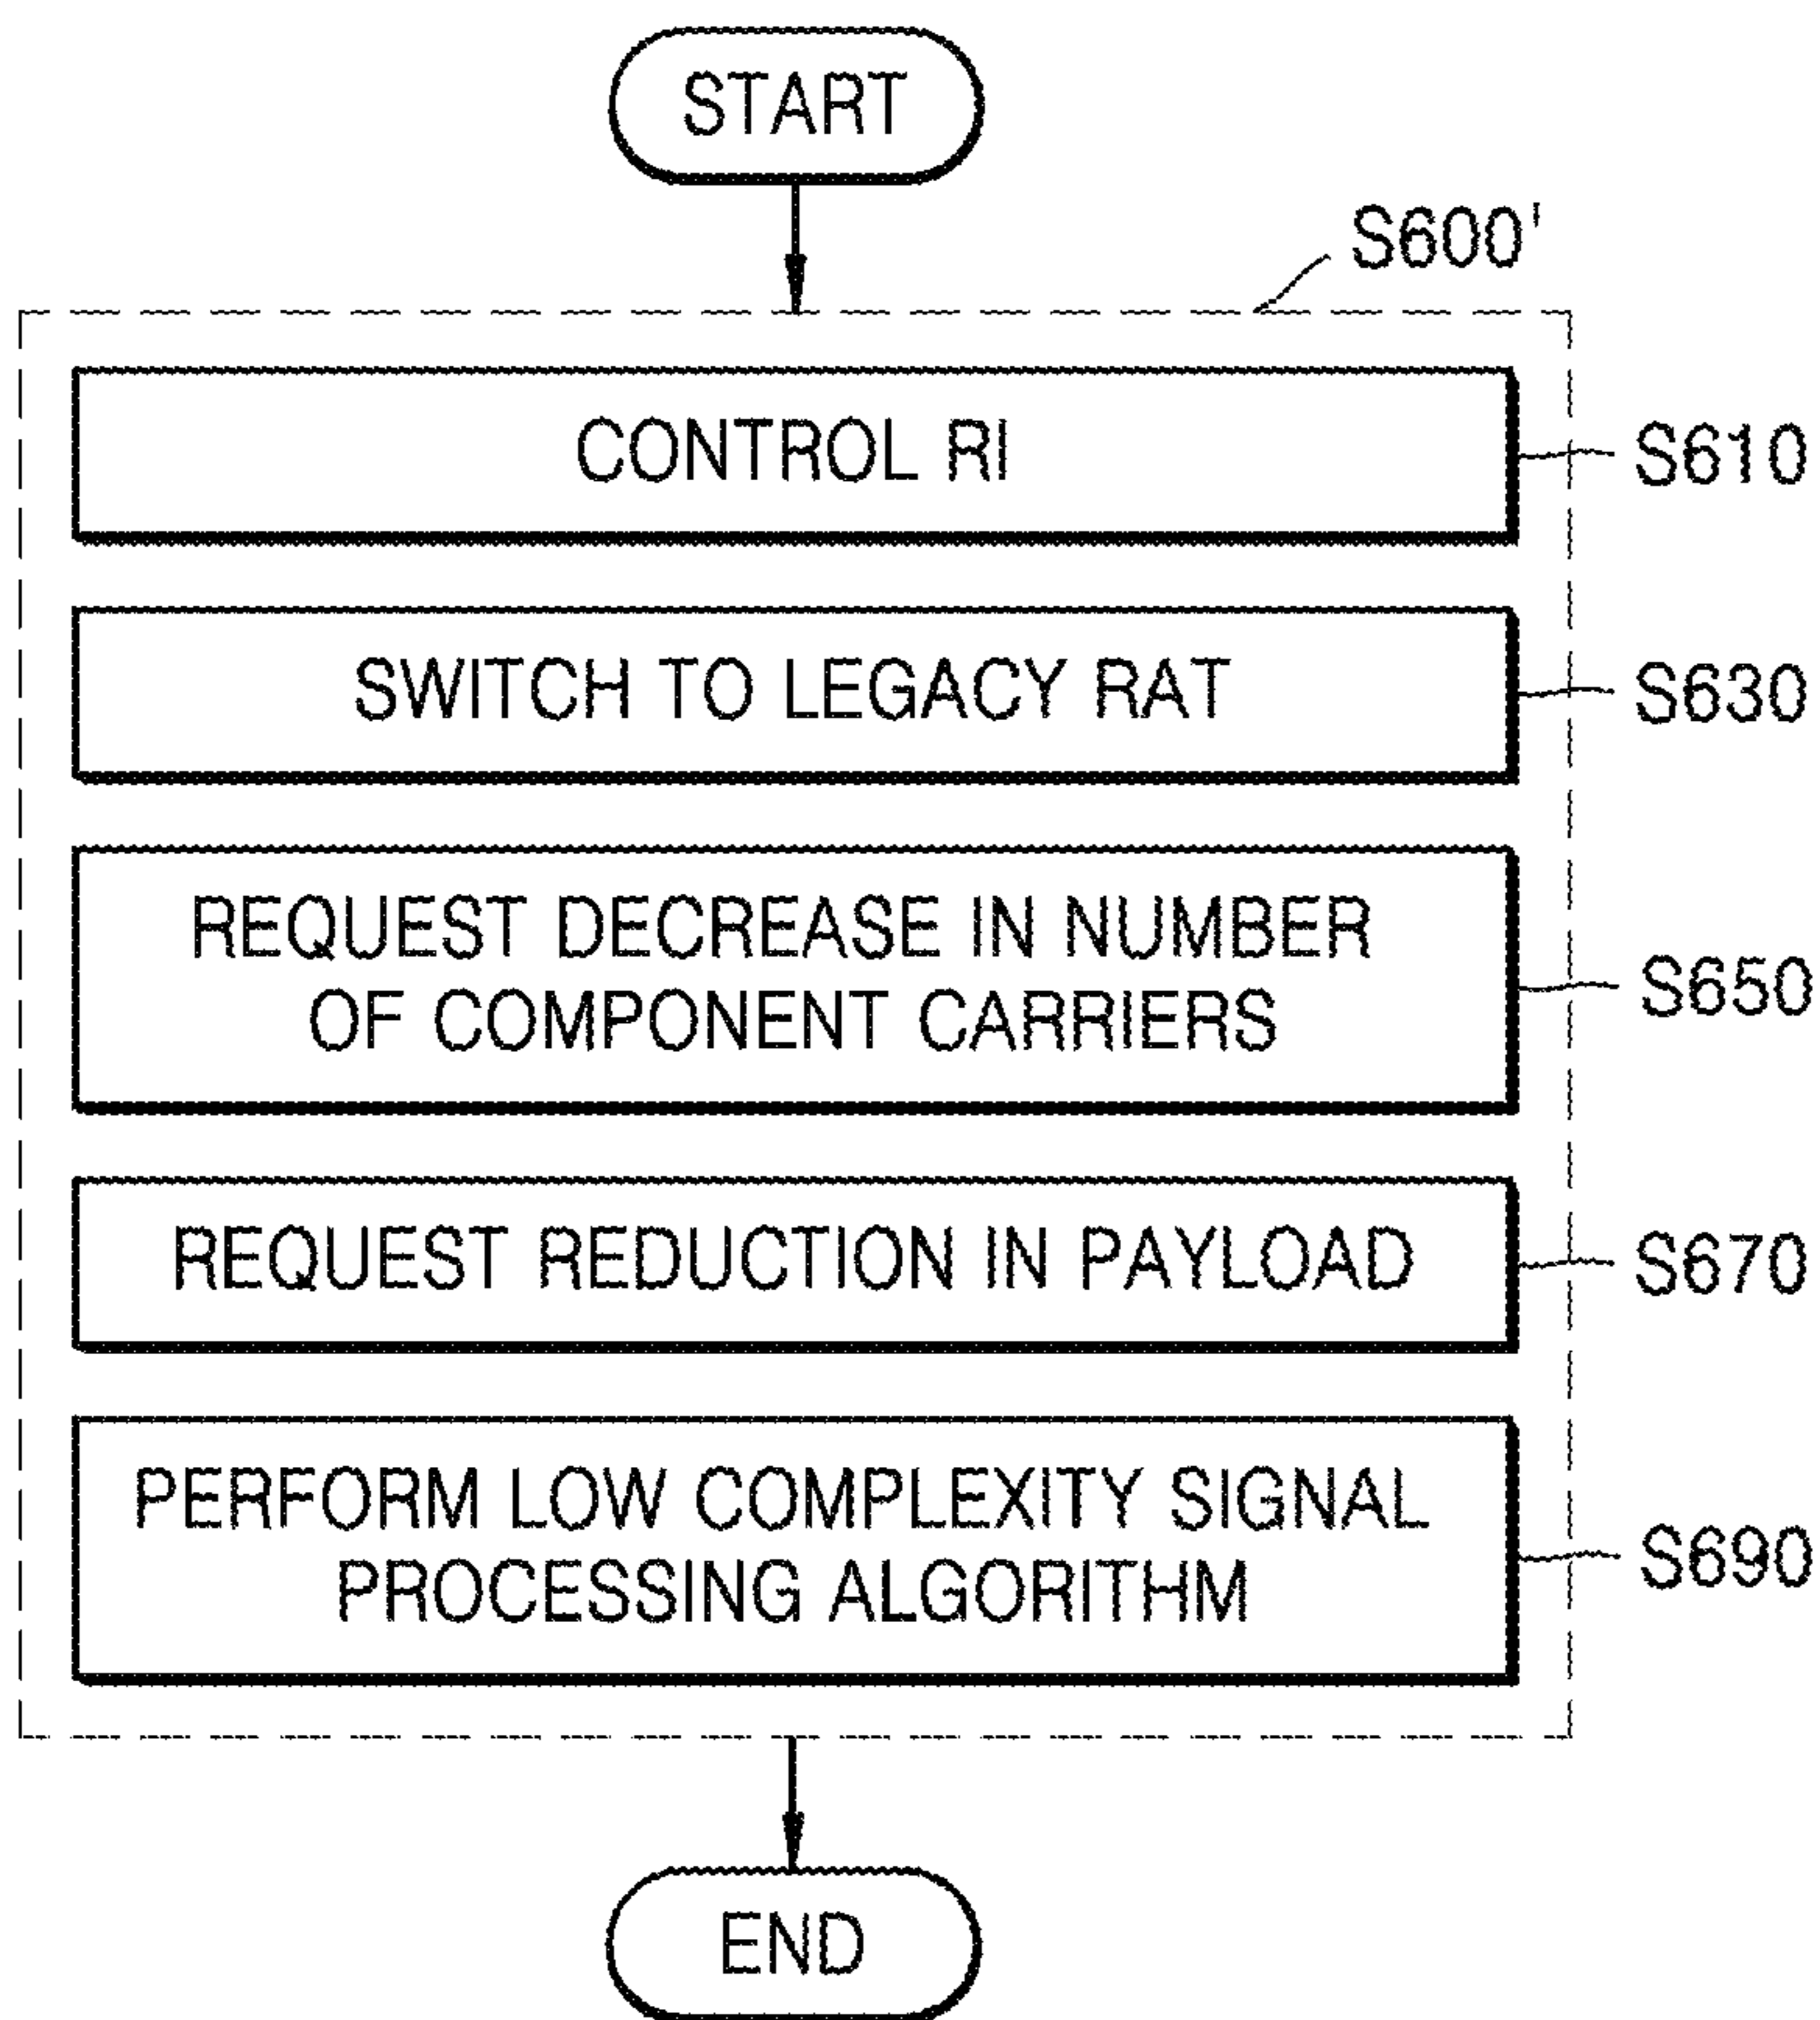 START
S600'
CONTROL RI
S610
SWITCH TO LEGACY RAT
S630
REQUEST DECREASE IN NUMBER
OF COMPONENT CARRIERS
S650
REQUEST REDUCTION IN PAYLOAD
S670
PERFORM LOW COMPLEXITY SIGNAL
PROCESSING ALGORITHM
S690
END